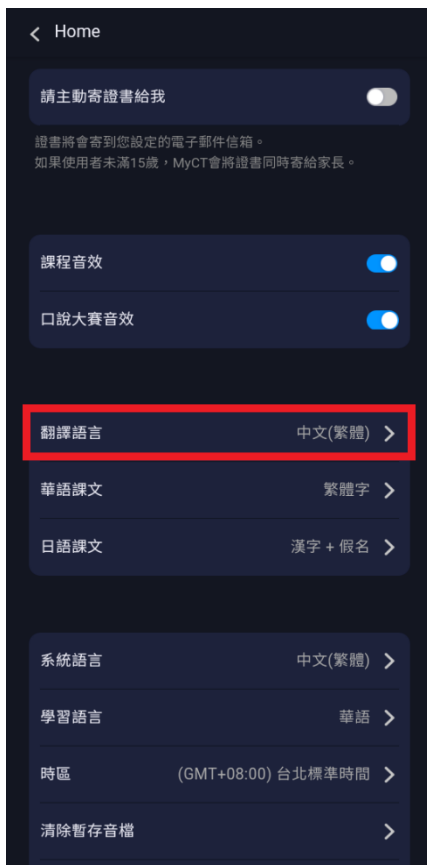 Home
請主動寄證書給我
證書將會寄到您設定的電子郵件信箱。
如果使用者未滿15歲，MyCT會將證書同時寄給家長。
課程音效
口說大賽音效
翻譯語言 中文(繁體)
華語課文 繁體字
日語課文 漢字 + 假名
系統語言 中文(繁體)
學習語言 華語
時區 (GMT+08:00) 台北標準時間
清除暫存音檔